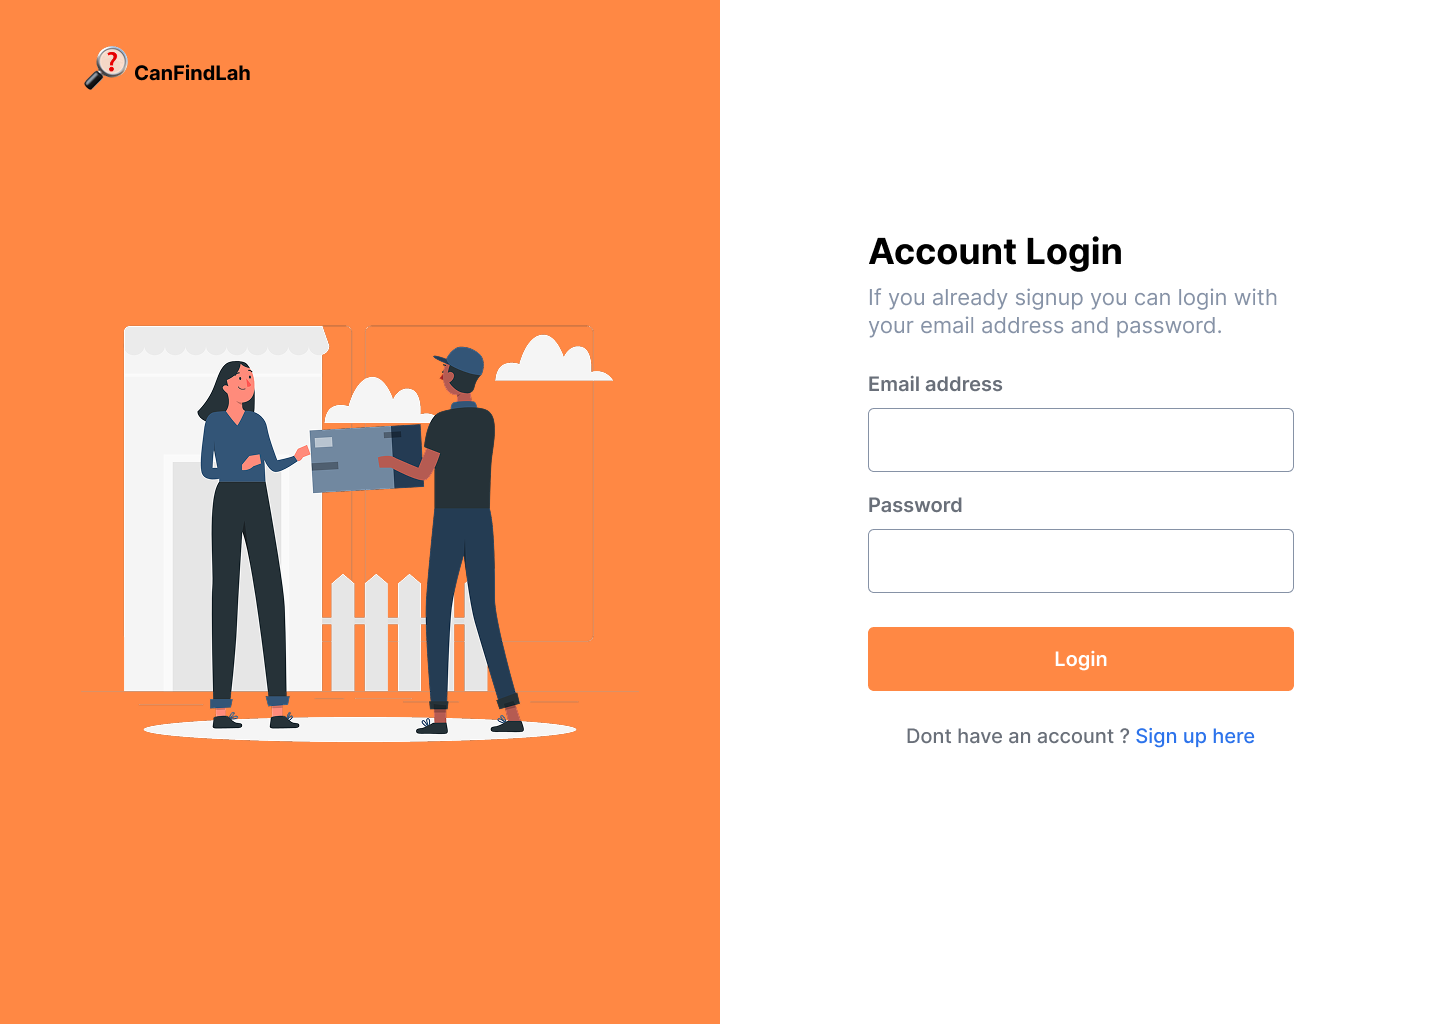 ?
CanFindLah
Account Login
If you already signup you can login with
your email address and password.
Email address
Password
Login
Dont have an account ? Sign up here